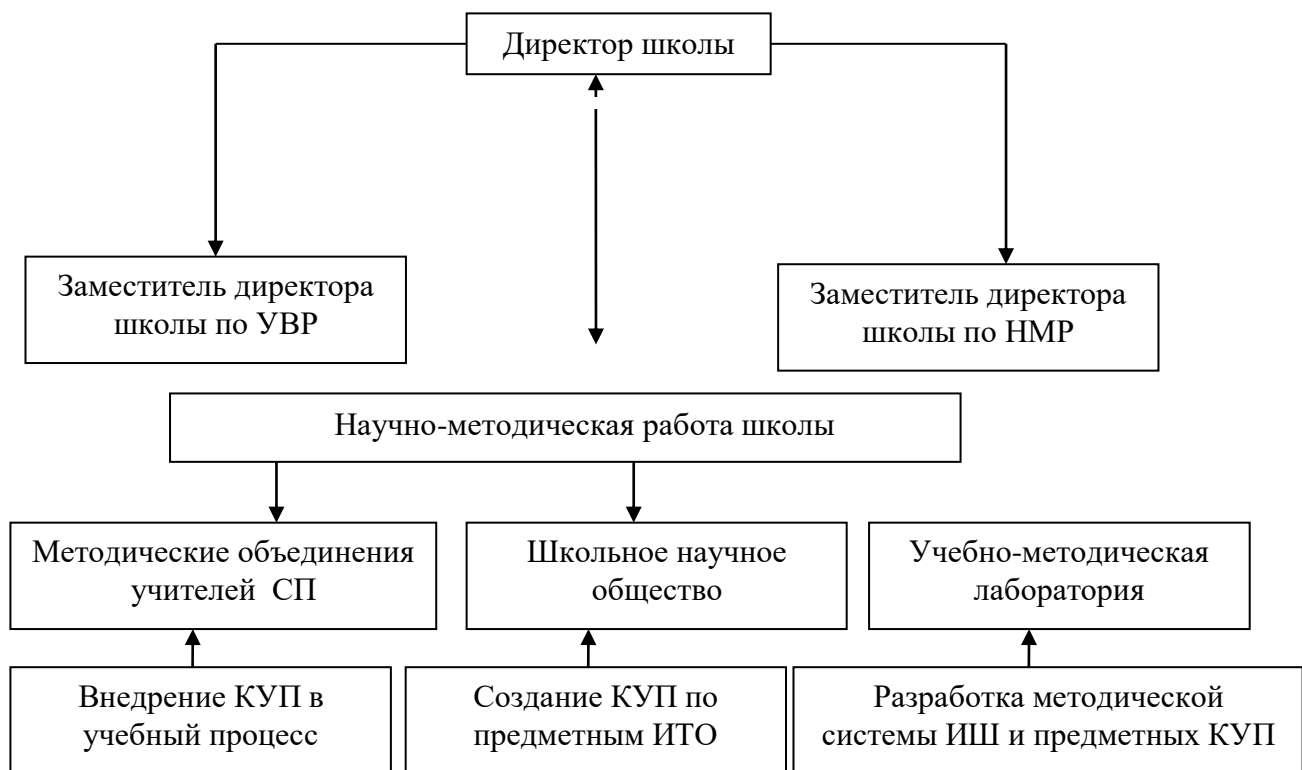 Директор школы
Заместитель директора
школы по УВР
Заместитель директора
школы по НМР
Научно-методическая работа школы
Методические объединения
учителей СП
Школьное научное
общество
Учебно-методическая
лаборатория
Внедрение КУП в
учебный процесс
Создание КУП по
предметным ИТО
Разработка методической
системы ИШ и предметных КУП